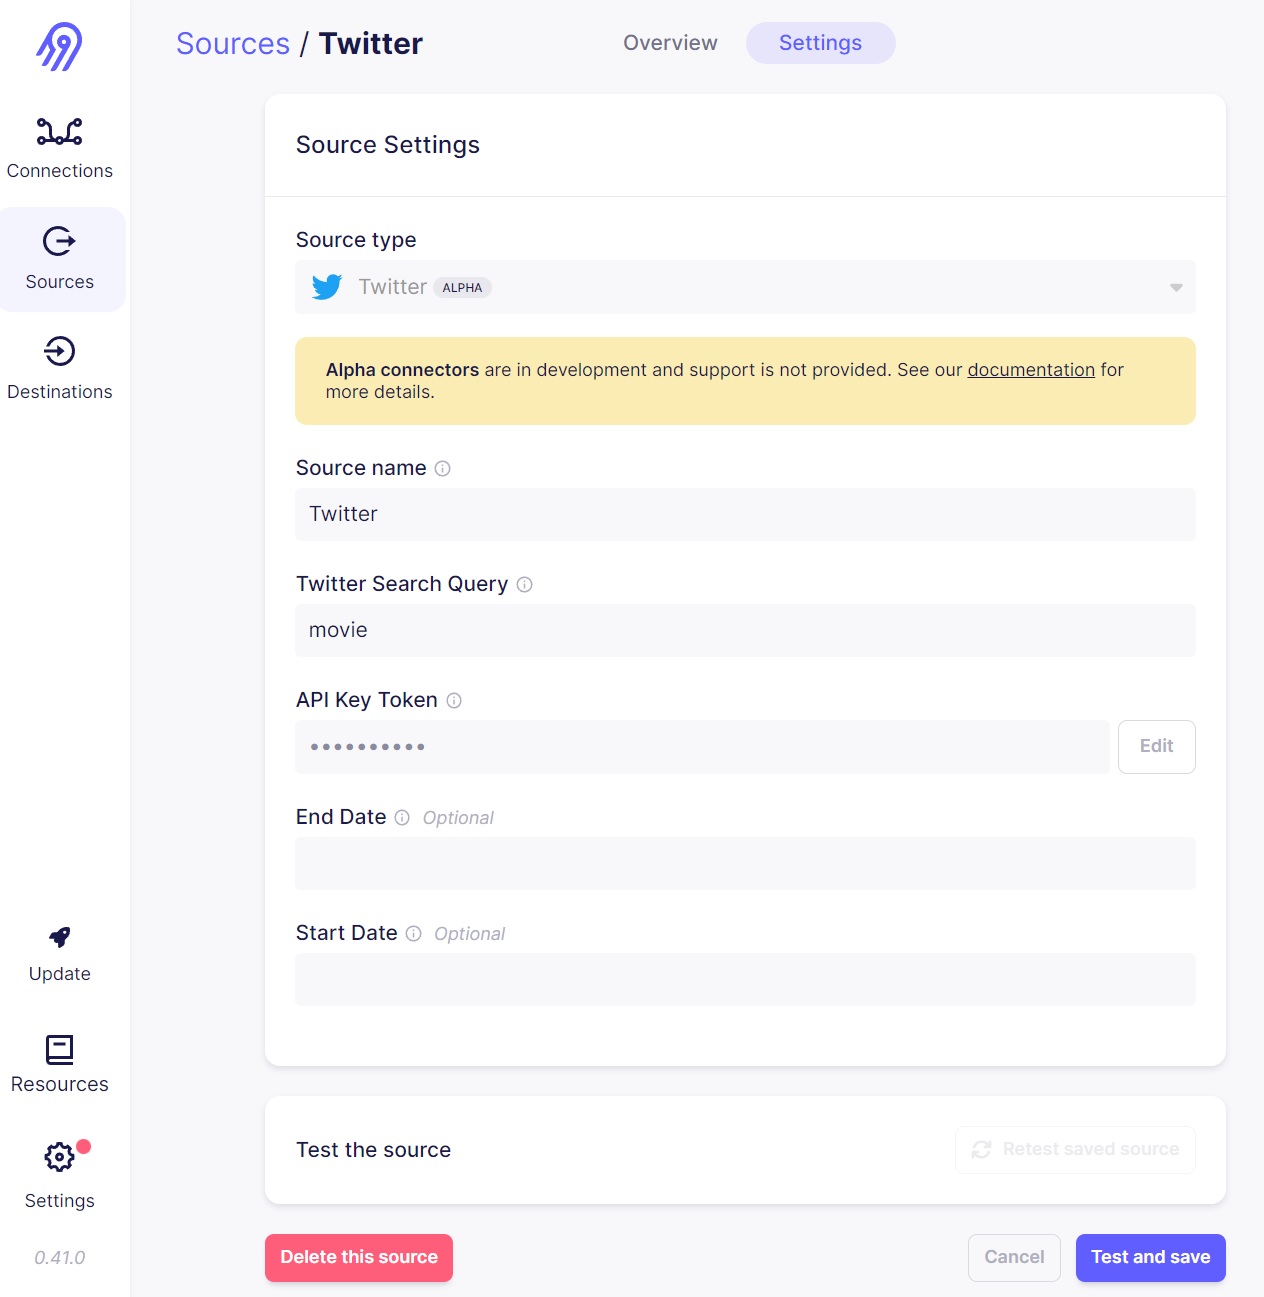 Sources / Twitter
Overview
Settings
Connections
Sources
Destinations
Update
Resources
Settings
0.41.0
Source Settings
Source type
Twitter ALPHA
Alpha connectors are in development and support is not provided. See our documentation for
more details.
Source name
Twitter
Twitter Search Query
movie
API Key Token
••••••••••
Edit
End Date Optional
Start Date Optional
Test the source
Retest saved source
Delete this source
Cancel
Test and save